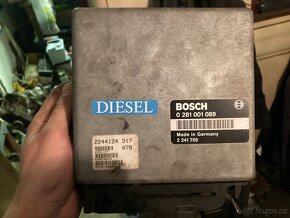 DIESEL
BOSCH
0 281 001 089
Made in Germany
2 241 705
2244124 317
078